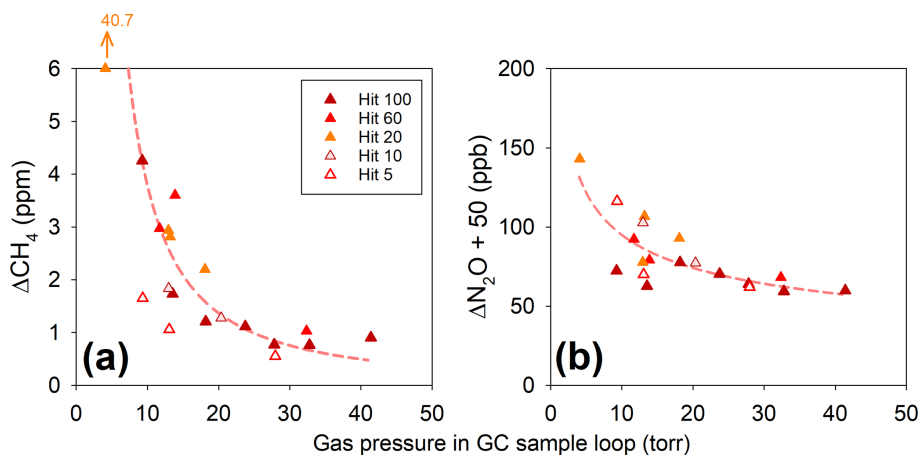 40.7
6
5
4
3
2
1
0
ΔCH4 (ppm)
Hit 100
Hit 60
Hit 20
Hit 10
Hit 5
(a)
0 10 20 30 40 50
200
150
100
50
0
ΔN2O + 50 (ppb)
(b)
0 10 20 30 40 50
Gas pressure in GC sample loop (torr)